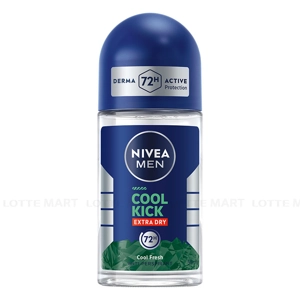 DERMA 72H ACTIVE
Protection
NIVEA
MEN
COOL
KICK
EXTRA DRY
72H
Cool Fresh
LOTTE MART